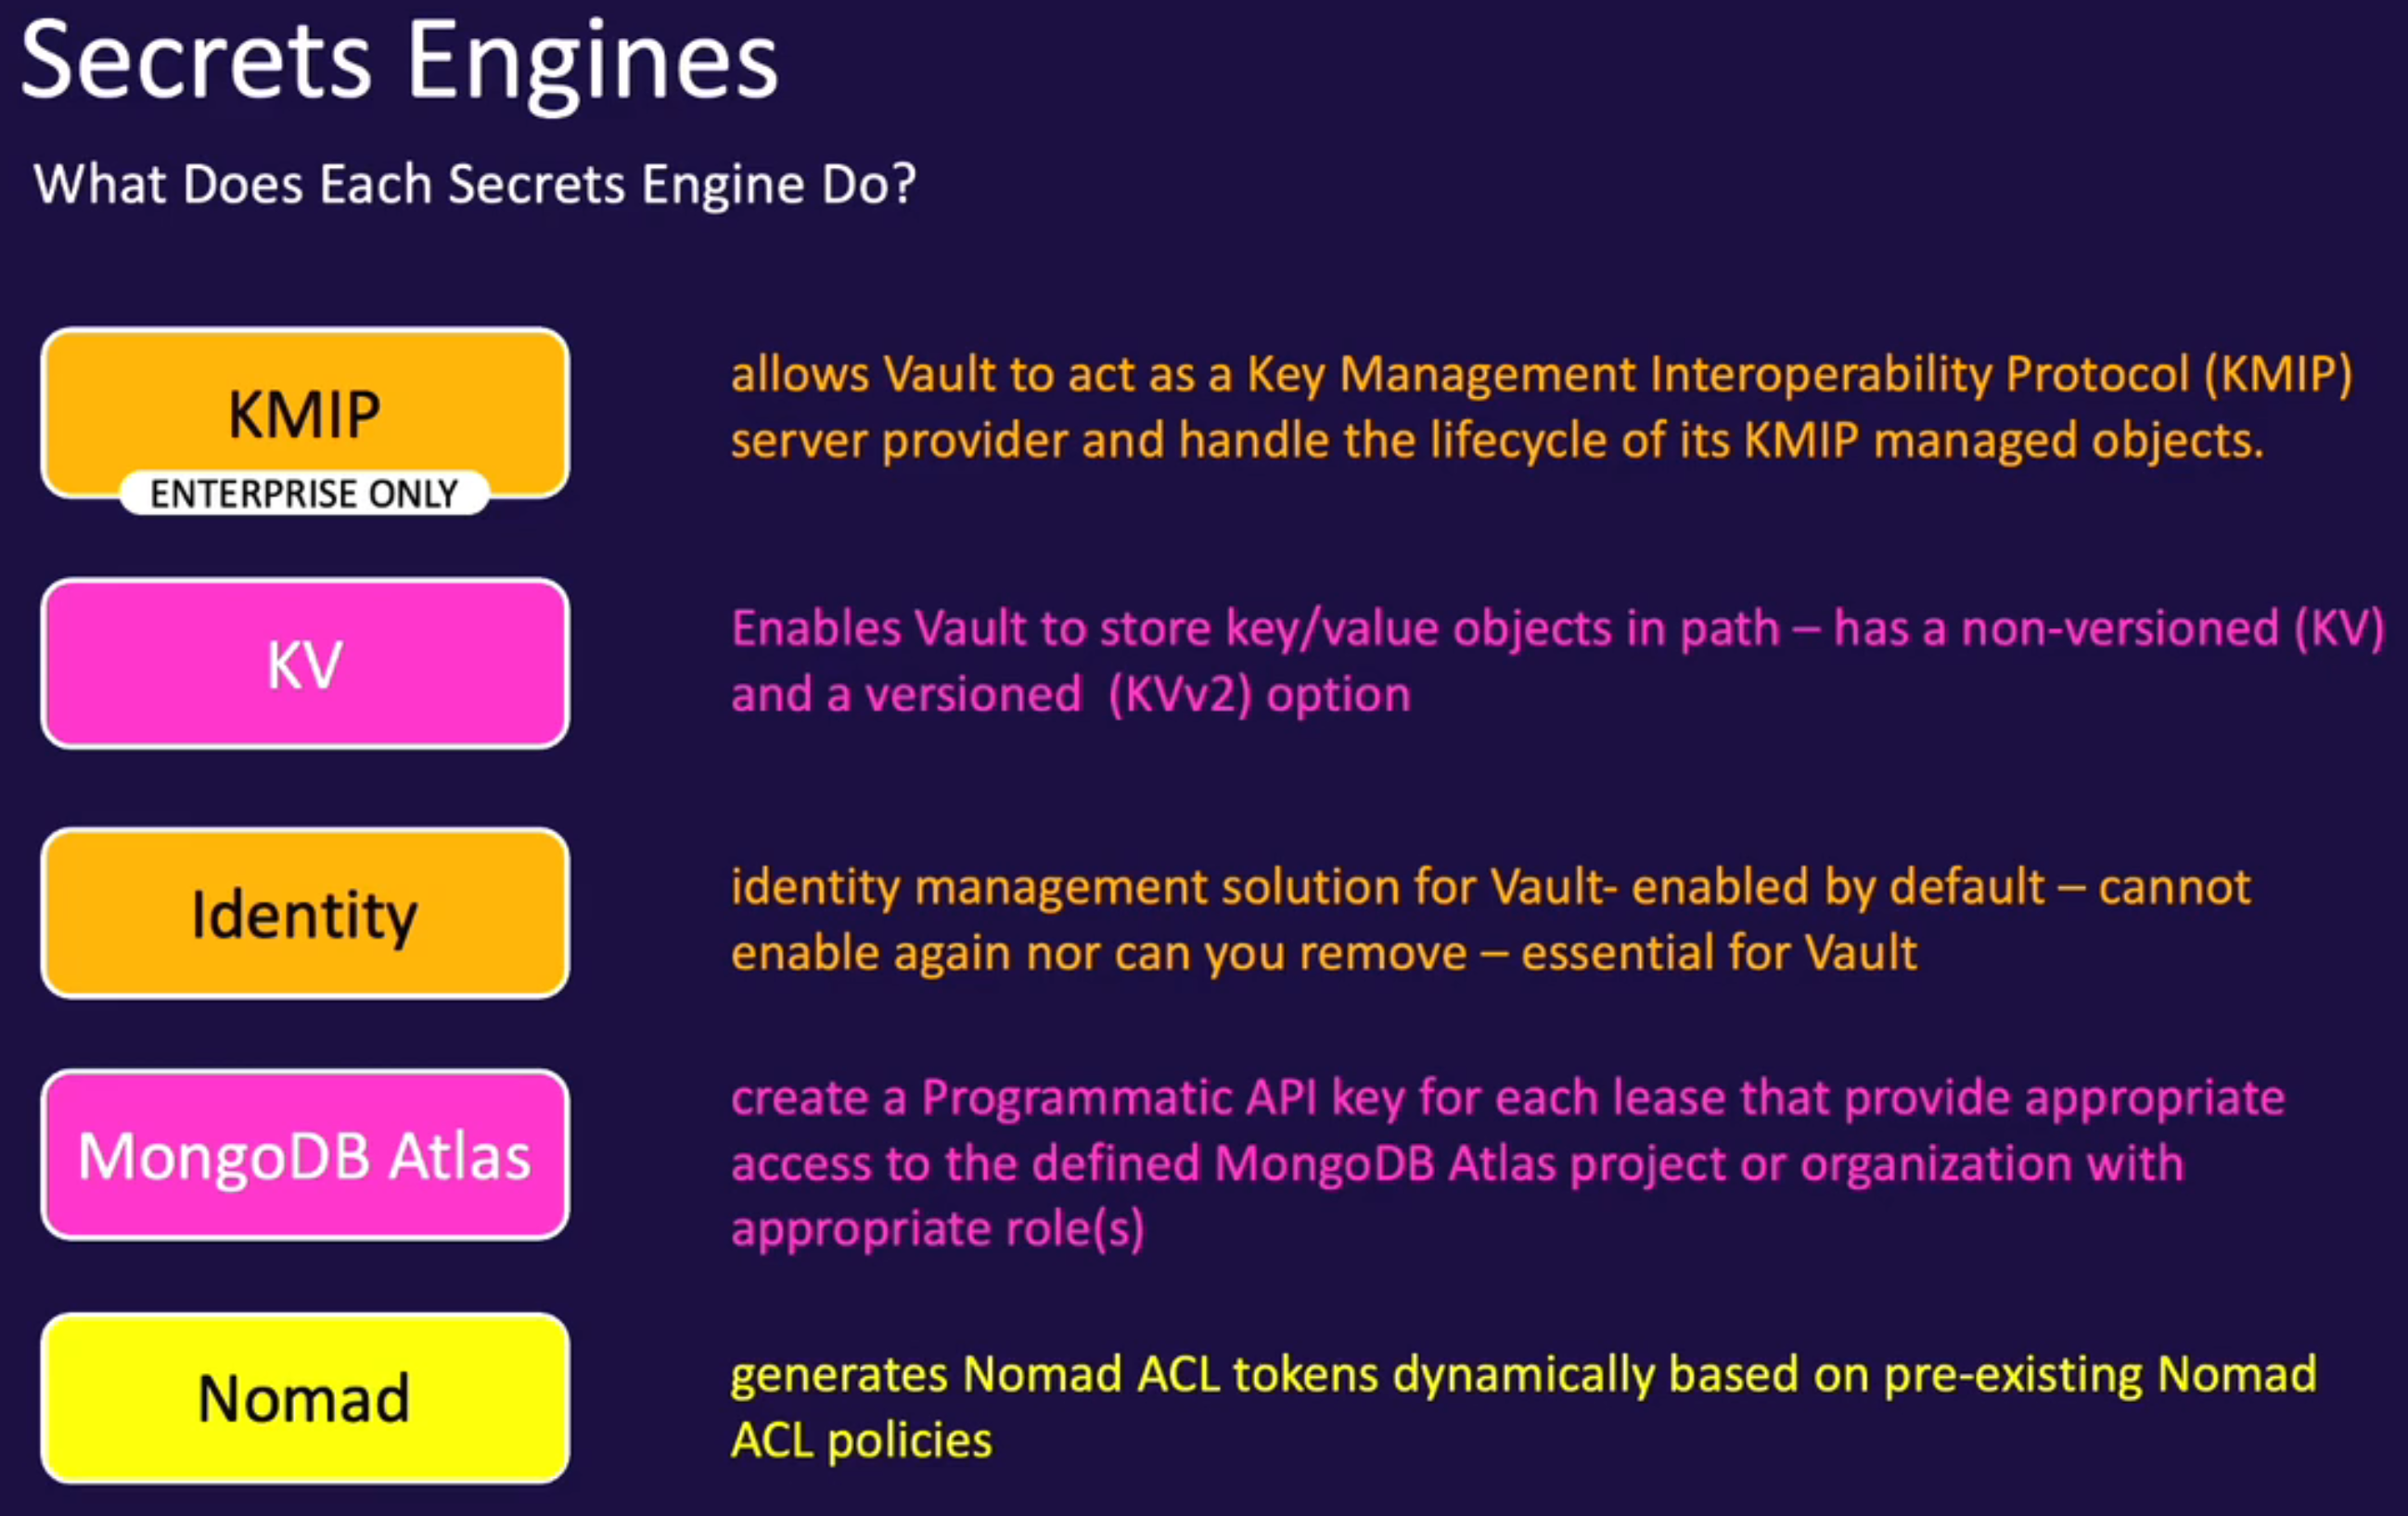 Secrets Engines
What Does Each Secrets Engine Do?
KMIP
ENTERPRISE ONLY
allows Vault to act as a Key Management Interoperability Protocol (KMIP)
server provider and handle the lifecycle of its KMIP managed objects.
KV
Enables Vault to store key/value objects in path – has a non-versioned (KV)
and a versioned  (KVv2) option
Identity
identity management solution for Vault- enabled by default – cannot
enable again nor can you remove – essential for Vault
MongoDB Atlas
create a Programmatic API key for each lease that provide appropriate
access to the defined MongoDB Atlas project or organization with
appropriate role(s)
Nomad
generates Nomad ACL tokens dynamically based on pre-existing Nomad
ACL policies